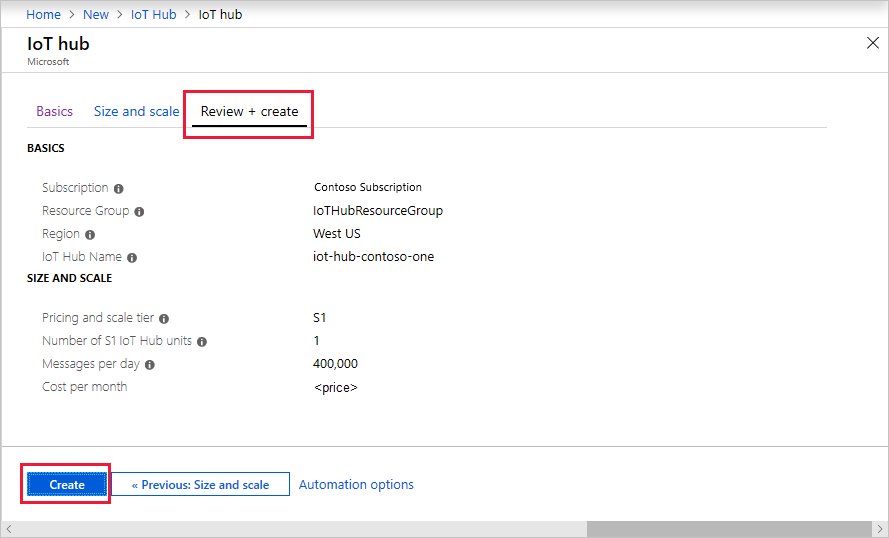 Home > New > IoT Hub > IoT hub
IoT hub
Microsoft
Basics Size and scale Review + create
BASICS
Subscription Contoso Subscription
Resource Group IoTHubResourceGroup
Region West US
IoT Hub Name iot-hub-contoso-one
SIZE AND SCALE
Pricing and scale tier S1
Number of S1 IoT Hub units 1
Messages per day 400,000
Cost per month <price>
Create « Previous: Size and scale Automation options